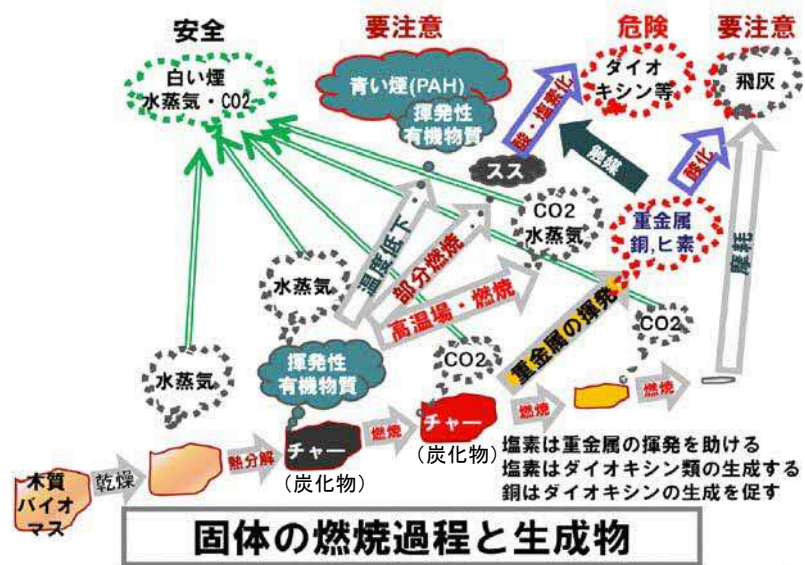 安全
要注意
危険
要注意
白い煙
水蒸気・CO2
青い煙(PAH)
揮発性
有機物質
スス
酸・塩素化
ダイオ
キシン等
飛灰
触媒
酸化
重金属
銅,ヒ素
CO2
水蒸気
水蒸気
温度低下
部分燃焼
高温場・燃焼
重金属の揮発
摩耗
水蒸気
揮発性
有機物質
CO2
CO2
木質
バイオ
マス
乾燥
熱分解
チャー
(炭化物)
燃焼
チャー
(炭化物)
燃焼
燃焼
塩素は重金属の揮発を助ける
塩素はダイオキシン類の生成する
銅はダイオキシンの生成を促す
固体の燃焼過程と生成物